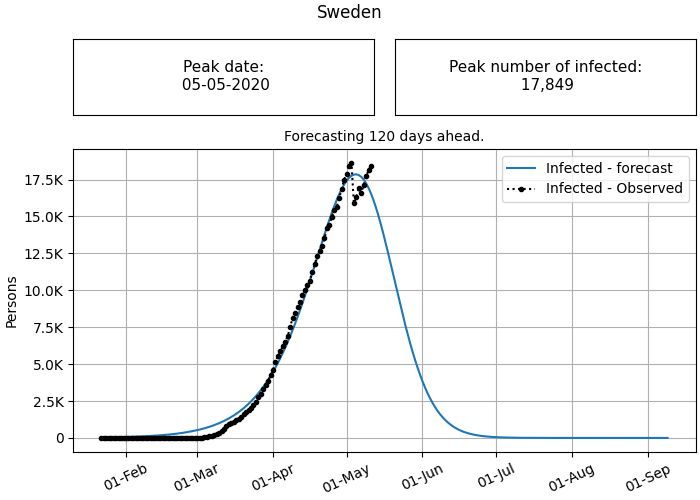 Sweden
Peak date:
05-05-2020
Peak number of infected:
17,849
Forecasting 120 days ahead.
Infected - forecast
Infected - Observed
Persons
17.5K
15.0K
12.5K
10.0K
7.5K
5.0K
2.5K
0
01-Feb
01-Mar
01-Apr
01-May
01-Jun
01-Jul
01-Aug
01-Sep